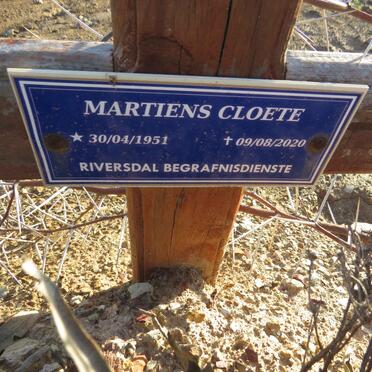 MARTIENS CLOETE
★ 30/04/1951 ✝ 09/08/2020
RIVERSDAL BEGRAFNISDIENSTE